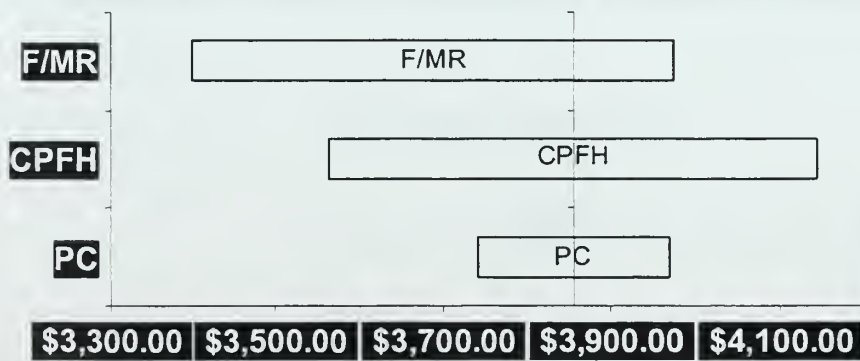 F/MR F/MR
CPFH CPFH
PC PC
$3,300.00 $3,500.00 $3,700.00 $3,900.00 $4,100.00